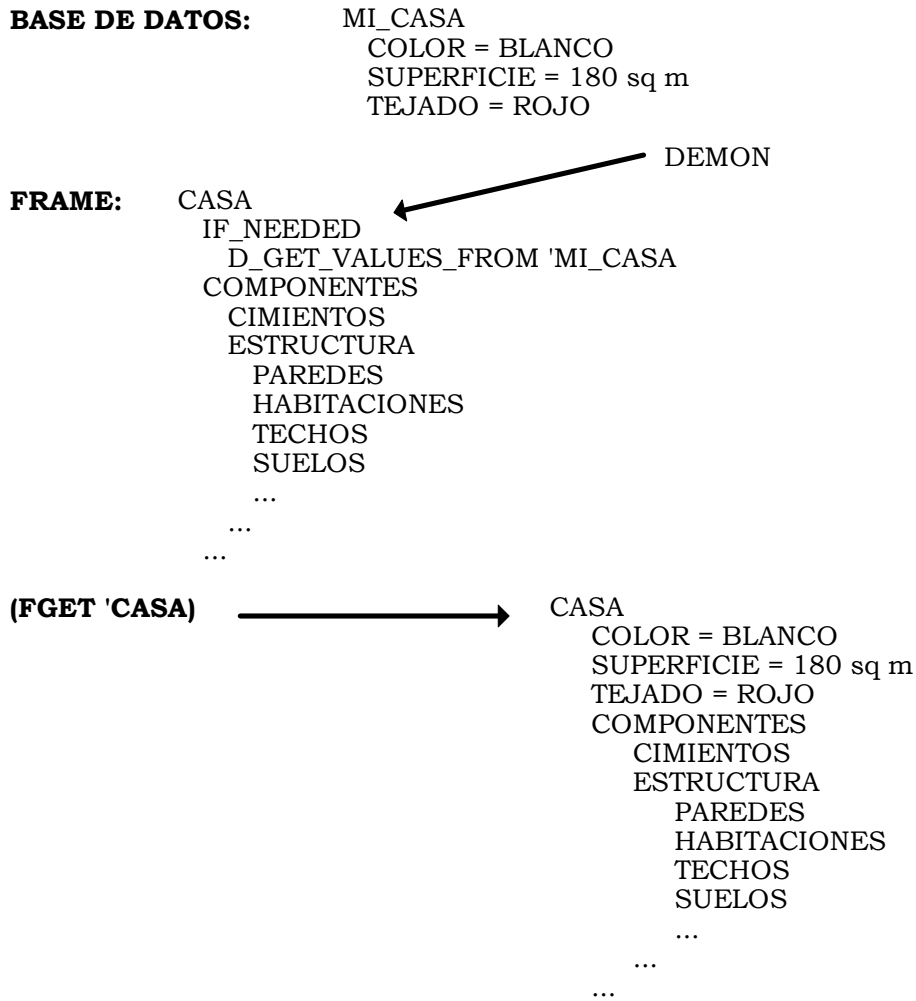 BASE DE DATOS: MI_CASA
COLOR = BLANCO
SUPERFICIE = 180 sq m
TEJADO = ROJO
DEMON
FRAME: CASA
IF_NEEDED
D_GET_VALUES_FROM 'MI_CASA
COMPONENTES
CIMIENTOS
ESTRUCTURA
PAREDES
HABITACIONES
TECHOS
SUELOS
...
...
...
(FGET 'CASA) CASA
COLOR = BLANCO
SUPERFICIE = 180 sq m
TEJADO = ROJO
COMPONENTES
CIMIENTOS
ESTRUCTURA
PAREDES
HABITACIONES
TECHOS
SUELOS
...
...
...